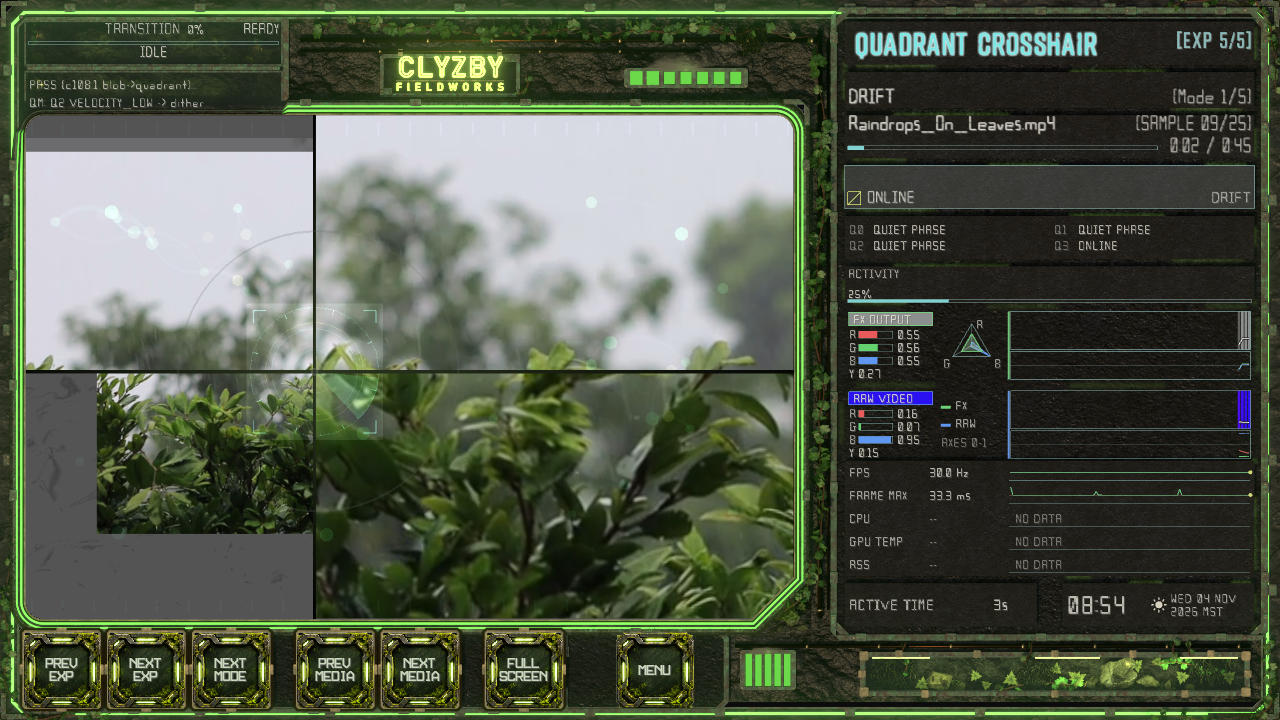 TRANSITION 0% READY
IDLE
PASS (c1081 blob->quadrant)
QM: Q2 VELOCITY_LOW -> dither
CLYZBY
FIELDWORKS
QUADRANT CROSSHAIR [EXP 5/5]
DRIFT (Mode 1/5)
Raindrops_On_Leaves.mp4 (SAMPLE 09/25)
0:02 / 0:45
ONLINE DRIFT
Q0 QUIET PHASE Q1 QUIET PHASE
Q2 QUIET PHASE Q3 ONLINE
ACTIVITY
25%
FX OUTPUT
R 0.55
G 0.56
B 0.55
Y 0.27
R
G B
RAW VIDEO
R 0.16
G 0.07
B 0.95
Y 0.15
FX
RAW
AXES 0-1
FPS 30.0 Hz
FRAME MAX 33.3 mS
CPU -- NO DATA
GPU TEMP -- NO DATA
RSS -- NO DATA
ACTIVE TIME 3s
08:54
WED 04 NOV
2026 MST
PREV
EXP
NEXT
EXP
NEXT
MODE
PREV
MEDIA
NEXT
MEDIA
FULL
SCREEN
MENU